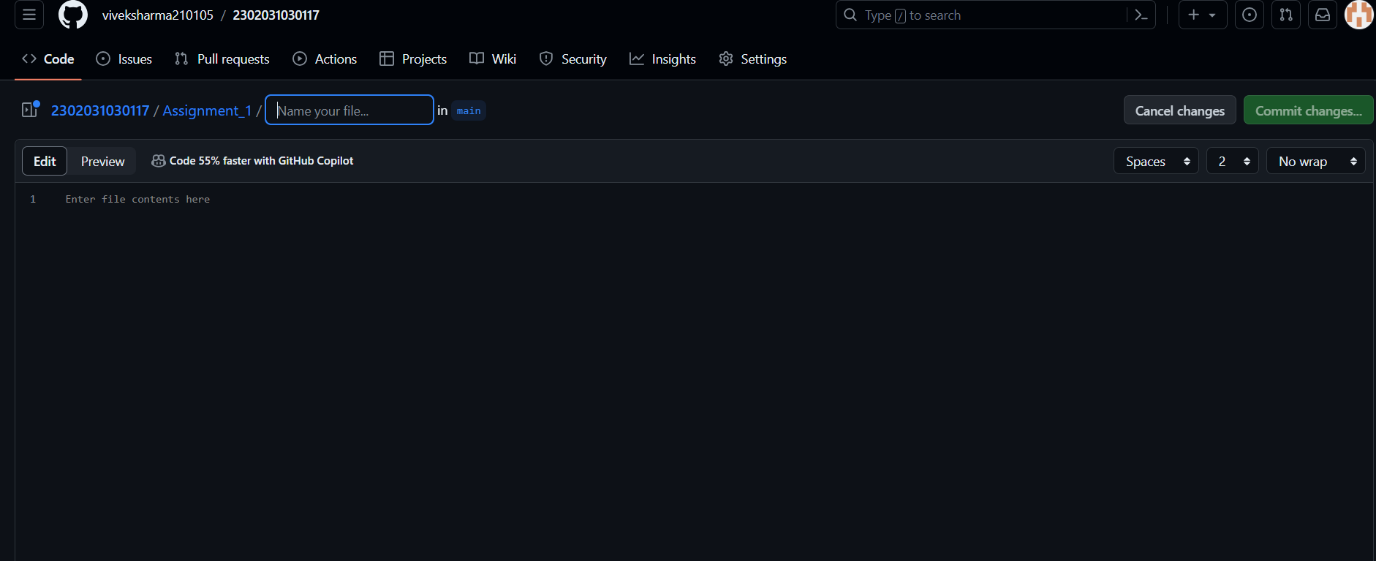 viveksharma210105 / 2302031030117 Type / to search
Code Issues Pull requests Actions Projects Wiki Security Insights Settings
2302031030117 / Assignment_1 / Name your file... in main Cancel changes Commit changes...
Edit Preview Code 55% faster with GitHub Copilot Spaces 2 No wrap
1 Enter file contents here